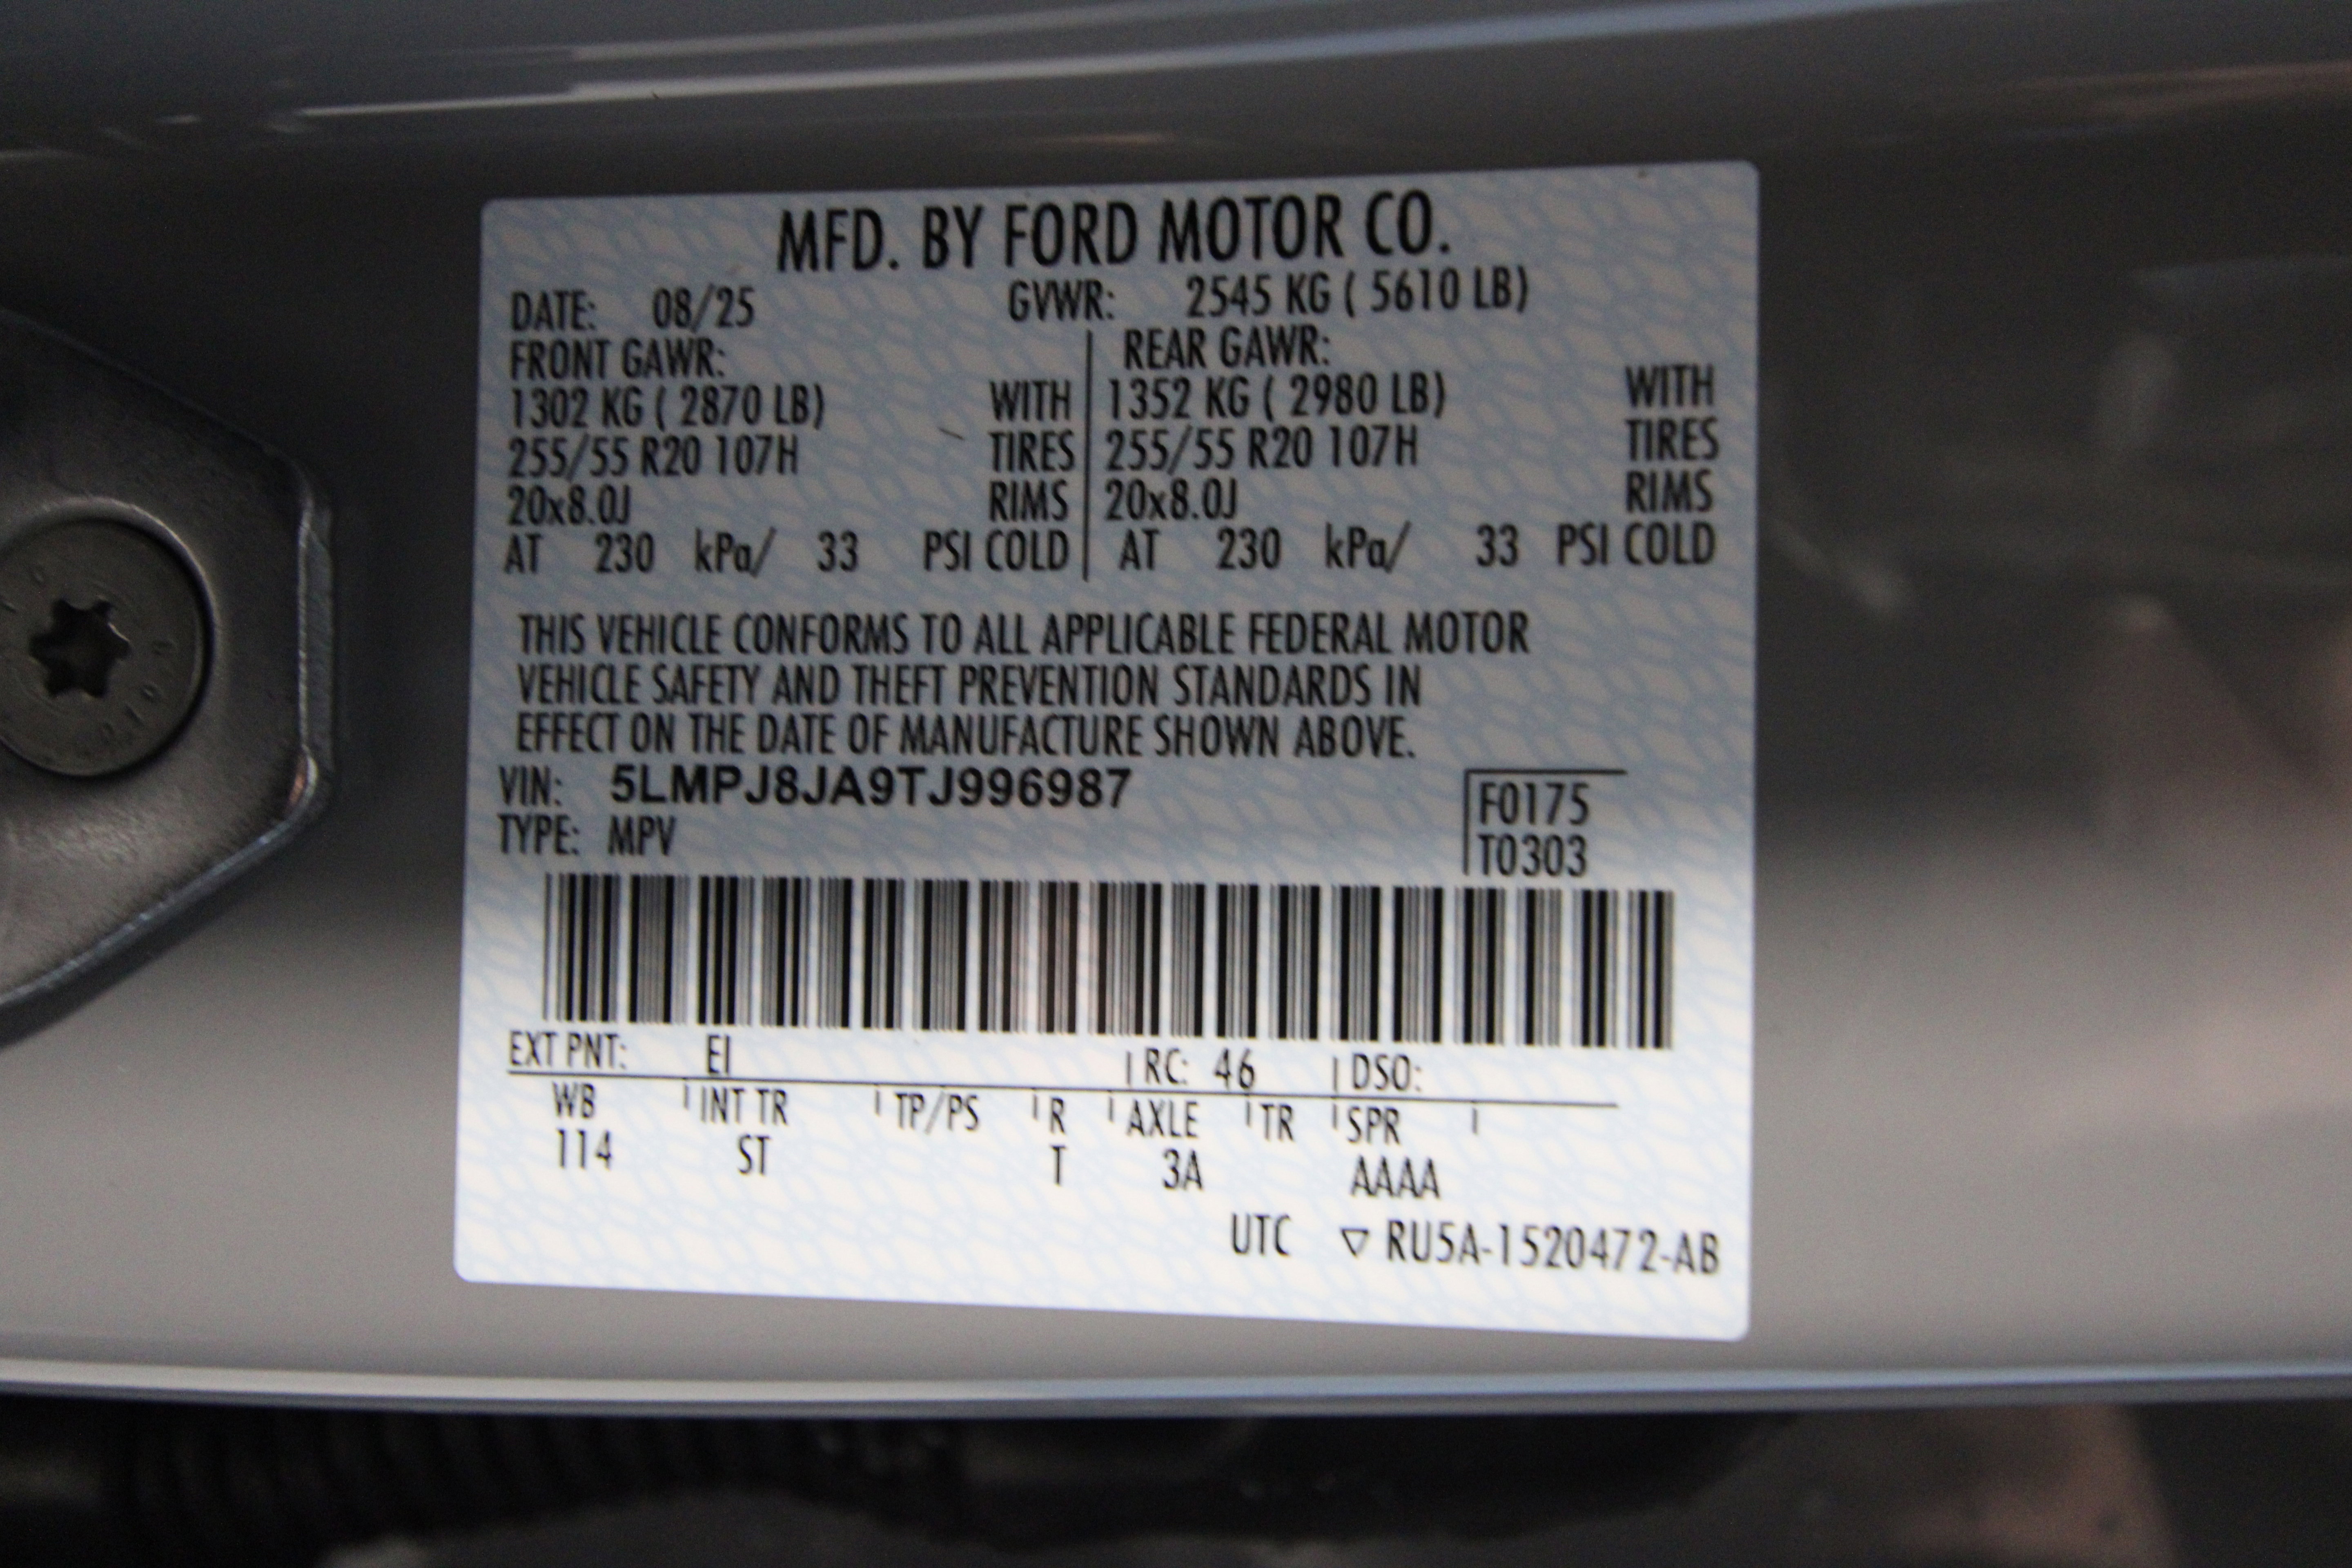 MFD. BY FORD MOTOR CO.
DATE: 08/25 GVWR: 2545 KG ( 5610 LB)
FRONT GAWR: REAR GAWR:
1302 KG ( 2870 LB) WITH 1352 KG ( 2980 LB) WITH
255/55 R20 107H TIRES 255/55 R20 107H TIRES
20x8.0J RIMS 20x8.0J RIMS
AT 230 kPa/ 33 PSI COLD AT 230 kPa/ 33 PSI COLD
THIS VEHICLE CONFORMS TO ALL APPLICABLE FEDERAL MOTOR
VEHICLE SAFETY AND THEFT PREVENTION STANDARDS IN
EFFECT ON THE DATE OF MANUFACTURE SHOWN ABOVE.
VIN: 5LMPJ8JA9TJ996987 F0175
TYPE: MPV T0303
EXT PNT: EI RC: 46 DSO:
WB INT TR TP/PS R AXLE TR SPR
114 ST T 3A AAAA
UTC ▽ RU5A-1520472-AB